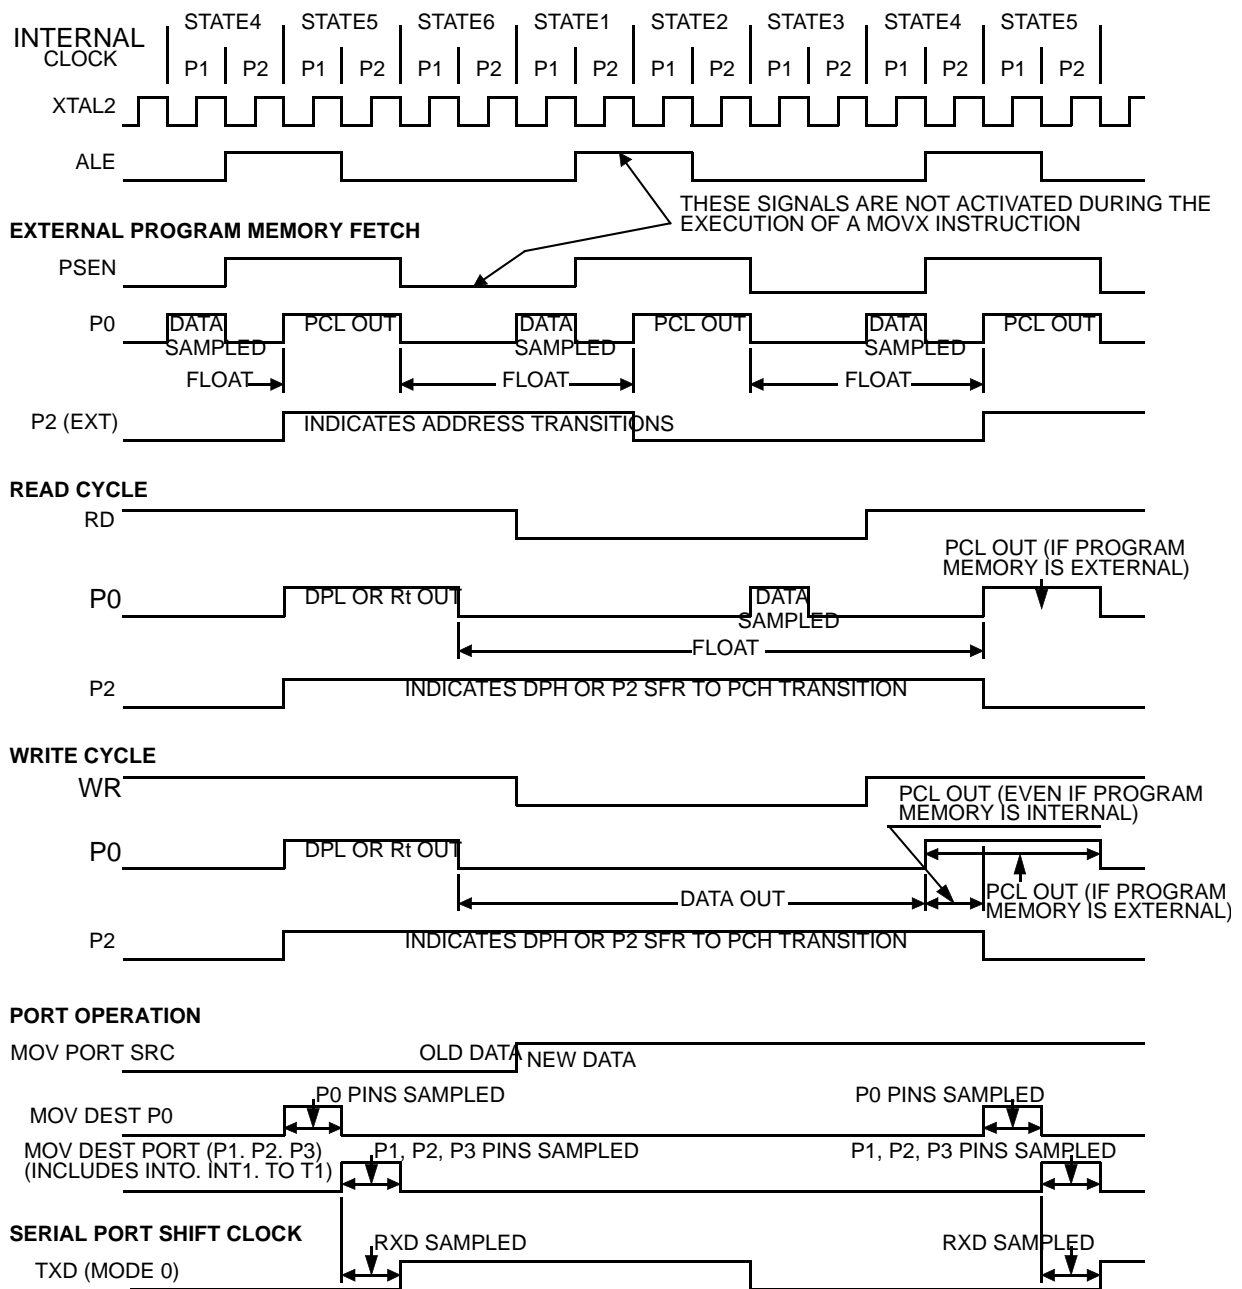 STATE4 STATE5 STATE6 STATE1 STATE2 STATE3 STATE4 STATE5
INTERNAL
CLOCK
P1 P2 P1 P2 P1 P2 P1 P2 P1 P2 P1 P2 P1 P2 P1 P2
XTAL2
ALE
THESE SIGNALS ARE NOT ACTIVATED DURING THE
EXECUTION OF A MOVX INSTRUCTION
EXTERNAL PROGRAM MEMORY FETCH
PSEN
P0 DATA PCL OUT DATA PCL OUT DATA PCL OUT
SAMPLED SAMPLED SAMPLED
FLOAT FLOAT FLOAT
P2 (EXT) INDICATES ADDRESS TRANSITIONS
READ CYCLE
RD
PCL OUT (IF PROGRAM
MEMORY IS EXTERNAL)
P0 DPL OR Rt OUT DATA
SAMPLED
FLOAT
P2 INDICATES DPH OR P2 SFR TO PCH TRANSITION
WRITE CYCLE
WR
PCL OUT (EVEN IF PROGRAM
MEMORY IS INTERNAL)
P0 DPL OR Rt OUT
DATA OUT
PCL OUT (IF PROGRAM
MEMORY IS EXTERNAL)
P2 INDICATES DPH OR P2 SFR TO PCH TRANSITION
PORT OPERATION
MOV PORT SRC OLD DATA NEW DATA
P0 PINS SAMPLED P0 PINS SAMPLED
MOV DEST P0
MOV DEST PORT (P1. P2. P3) P1, P2, P3 PINS SAMPLED P1, P2, P3 PINS SAMPLED
(INCLUDES INTO. INT1. TO T1)
SERIAL PORT SHIFT CLOCK
RXD SAMPLED RXD SAMPLED
TXD (MODE 0)